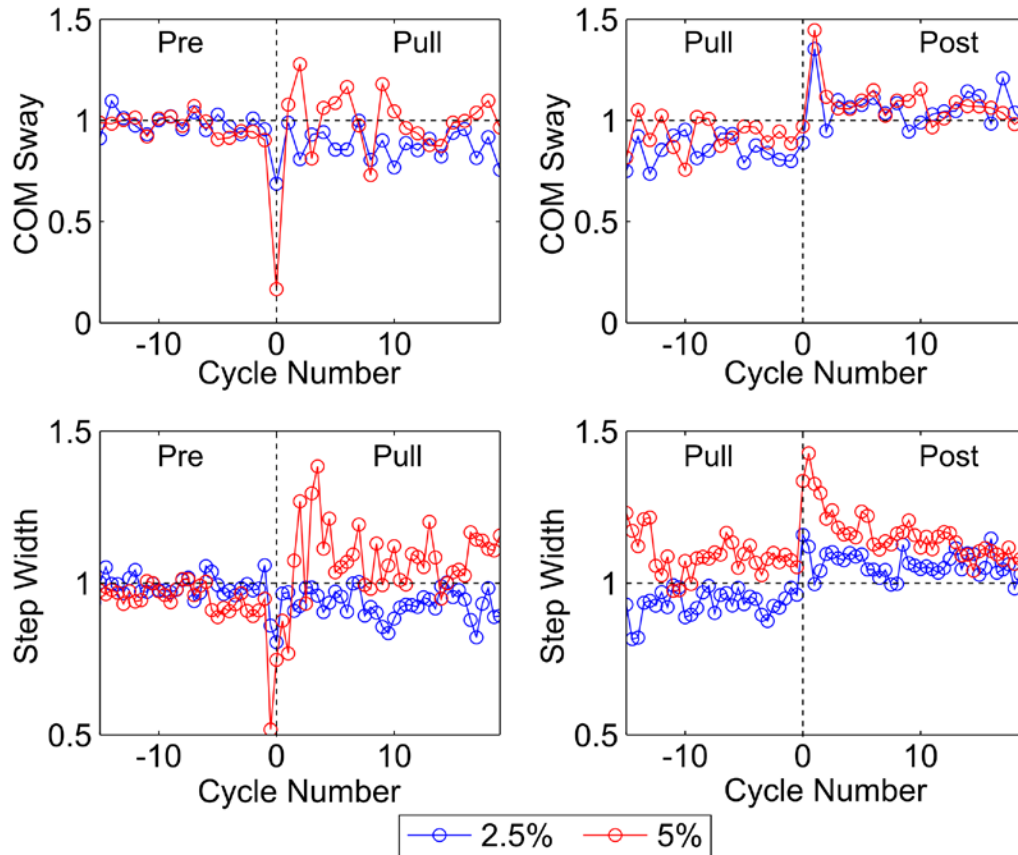 1.5
Pre
Pull
1
COM Sway
0.5
0
-10
0
10
Cycle Number
1.5
Pull
Post
1
COM Sway
0.5
0
-10
0
10
Cycle Number
1.5
Pre
Pull
1
Step Width
0.5
-10
0
10
Cycle Number
1.5
Pull
Post
1
Step Width
0.5
-10
0
10
Cycle Number
2.5%
5%